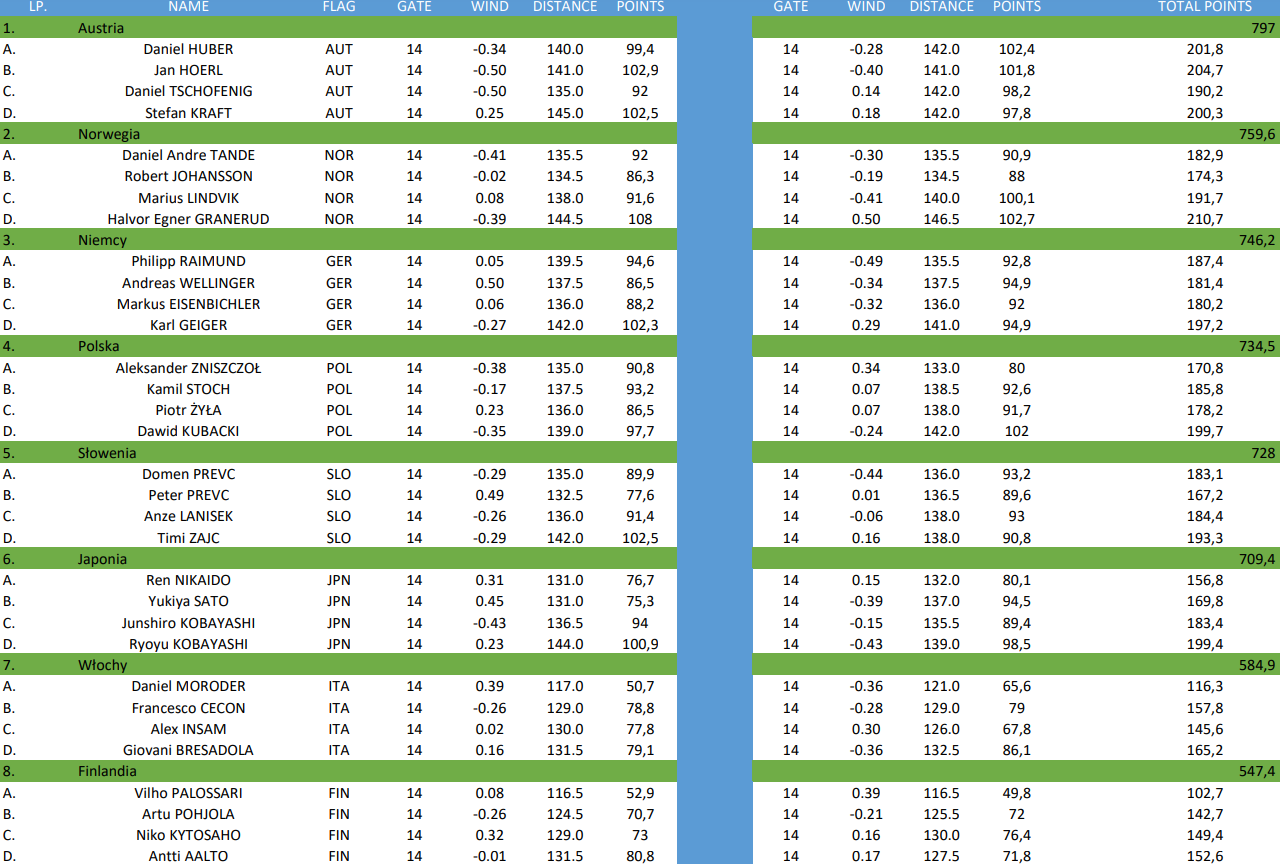 LP. NAME FLAG GATE WIND DISTANCE POINTS GATE WIND DISTANCE POINTS TOTAL POINTS
1. Austria 797
A. Daniel HUBER AUT 14 -0.34 140.0 99,4 14 -0.28 142.0 102,4 201,8
B. Jan HOERL AUT 14 -0.50 141.0 102,9 14 -0.40 141.0 101,8 204,7
C. Daniel TSCHOFENIG AUT 14 -0.50 135.0 92 14 0.14 142.0 98,2 190,2
D. Stefan KRAFT AUT 14 0.25 145.0 102,5 14 0.18 142.0 97,8 200,3
2. Norwegia 759,6
A. Daniel Andre TANDE NOR 14 -0.41 135.5 92 14 -0.30 135.5 90,9 182,9
B. Robert JOHANSSON NOR 14 -0.02 134.5 86,3 14 -0.19 134.5 88 174,3
C. Marius LINDVIK NOR 14 0.08 138.0 91,6 14 -0.41 140.0 100,1 191,7
D. Halvor Egner GRANERUD NOR 14 -0.39 144.5 108 14 0.50 146.5 102,7 210,7
3. Niemcy 746,2
A. Philipp RAIMUND GER 14 0.05 139.5 94,6 14 -0.49 135.5 92,8 187,4
B. Andreas WELLINGER GER 14 0.50 137.5 86,5 14 -0.34 137.5 94,9 181,4
C. Markus EISENBICHLER GER 14 0.06 136.0 88,2 14 -0.32 136.0 92 180,2
D. Karl GEIGER GER 14 -0.27 142.0 102,3 14 0.29 141.0 94,9 197,2
4. Polska 734,5
A. Aleksander ZNISZCZOŁ POL 14 -0.38 135.0 90,8 14 0.34 133.0 80 170,8
B. Kamil STOCH POL 14 -0.17 137.5 93,2 14 0.07 138.5 92,6 185,8
C. Piotr ŻYŁA POL 14 0.23 136.0 86,5 14 0.07 138.0 91,7 178,2
D. Dawid KUBACKI POL 14 -0.35 139.0 97,7 14 -0.24 142.0 102 199,7
5. Słowenia 728
A. Domen PREVC SLO 14 -0.29 135.0 89,9 14 -0.44 136.0 93,2 183,1
B. Peter PREVC SLO 14 0.49 132.5 77,6 14 0.01 136.5 89,6 167,2
C. Anze LANISEK SLO 14 -0.26 136.0 91,4 14 -0.06 138.0 93 184,4
D. Timi ZAJC SLO 14 -0.29 142.0 102,5 14 0.16 138.0 90,8 193,3
6. Japonia 709,4
A. Ren NIKAIDO JPN 14 0.31 131.0 76,7 14 0.15 132.0 80,1 156,8
B. Yukiya SATO JPN 14 0.45 131.0 75,3 14 -0.39 137.0 94,5 169,8
C. Junshiro KOBAYASHI JPN 14 -0.43 136.5 94 14 -0.15 135.5 89,4 183,4
D. Ryoyu KOBAYASHI JPN 14 0.23 144.0 100,9 14 -0.43 139.0 98,5 199,4
7. Włochy 584,9
A. Daniel MORODER ITA 14 0.39 117.0 50,7 14 -0.36 121.0 65,6 116,3
B. Francesco CECON ITA 14 -0.26 129.0 78,8 14 -0.28 129.0 79 157,8
C. Alex INSAM ITA 14 0.02 130.0 77,8 14 0.30 126.0 67,8 145,6
D. Giovani BRESADOLA ITA 14 0.16 131.5 79,1 14 -0.36 132.5 86,1 165,2
8. Finlandia 547,4
A. Vilho PALOSSARI FIN 14 0.08 116.5 52,9 14 0.39 116.5 49,8 102,7
B. Artu POHJOLA FIN 14 -0.26 124.5 70,7 14 -0.21 125.5 72 142,7
C. Niko KYTOSAHO FIN 14 0.32 129.0 73 14 0.16 130.0 76,4 149,4
D. Antti AALTO FIN 14 -0.01 131.5 80,8 14 0.17 127.5 71,8 152,6